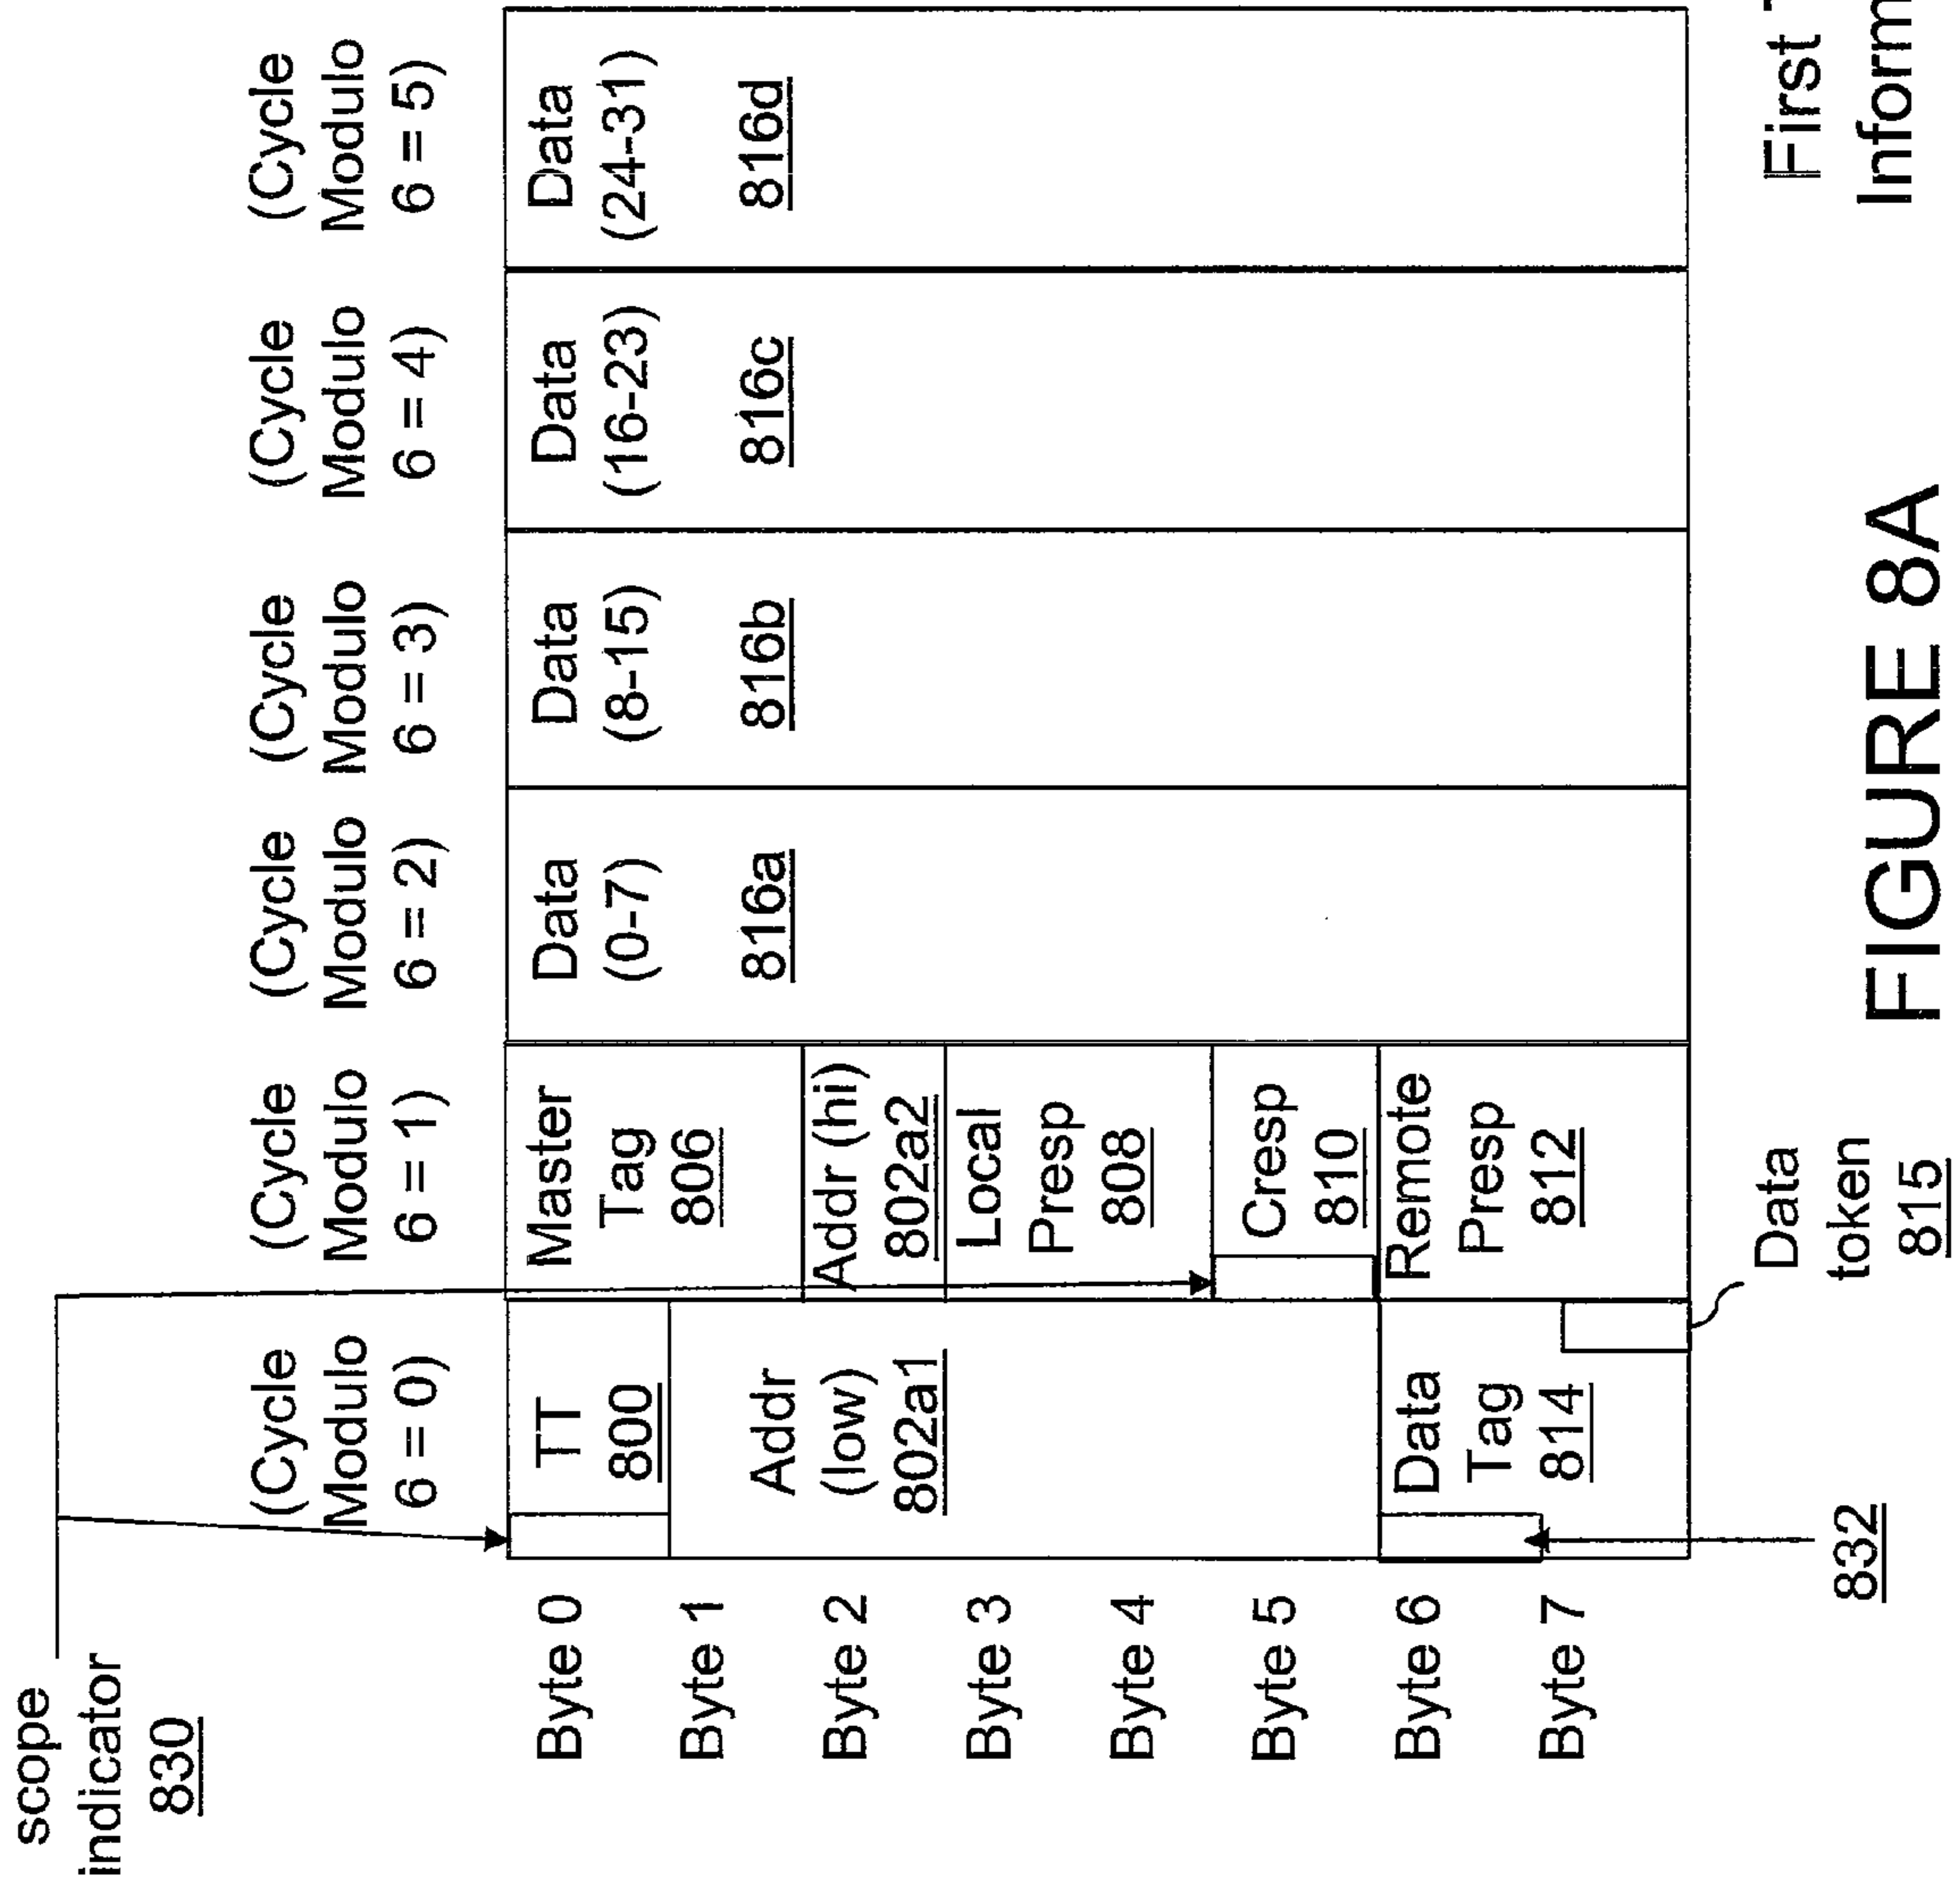 scope
indicator
830
(Cycle
Modulo
6 = 0)
(Cycle
Modulo
6 = 1)
(Cycle
Modulo
6 = 2)
(Cycle
Modulo
6 = 3)
(Cycle
Modulo
6 = 4)
(Cycle
Modulo
6 = 5)
Byte 0
Byte 1
Byte 2
Byte 3
Byte 4
Byte 5
Byte 6
Byte 7
TT
800
Addr
(low)
802a1
Data
Tag
814
Master
Tag
806
Addr (hi)
802a2
Local
Presp
808
Cresp
810
Remote
Presp
812
Data
(0-7)
816a
Data
(8-15)
816b
Data
(16-23)
816c
Data
(24-31)
816d
832
Data
token
815
First
FIGURE 8A